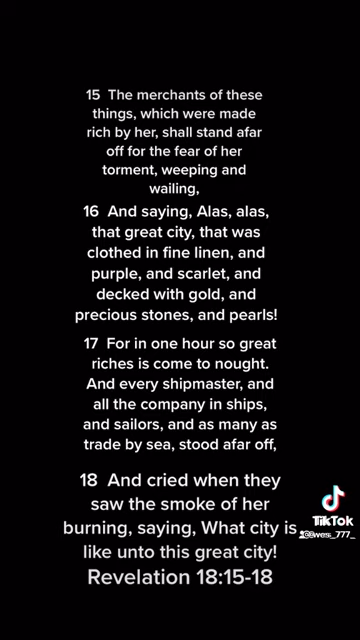 15 The merchants of these
things, which were made
rich by her, shall stand afar
off for the fear of her
torment, weeping and
wailing,
16 And saying, Alas, alas,
that great city, that was
clothed in fine linen, and
purple, and scarlet, and
decked with gold, and
precious stones, and pearls!
17 For in one hour so great
riches is come to nought.
And every shipmaster, and
all the company in ships,
and sailors, and as many as
trade by sea, stood afar off,
18 And cried when they
saw the smoke of her
burning, saying, What city is
like unto this great city!
Revelation 18:15-18
TikTok